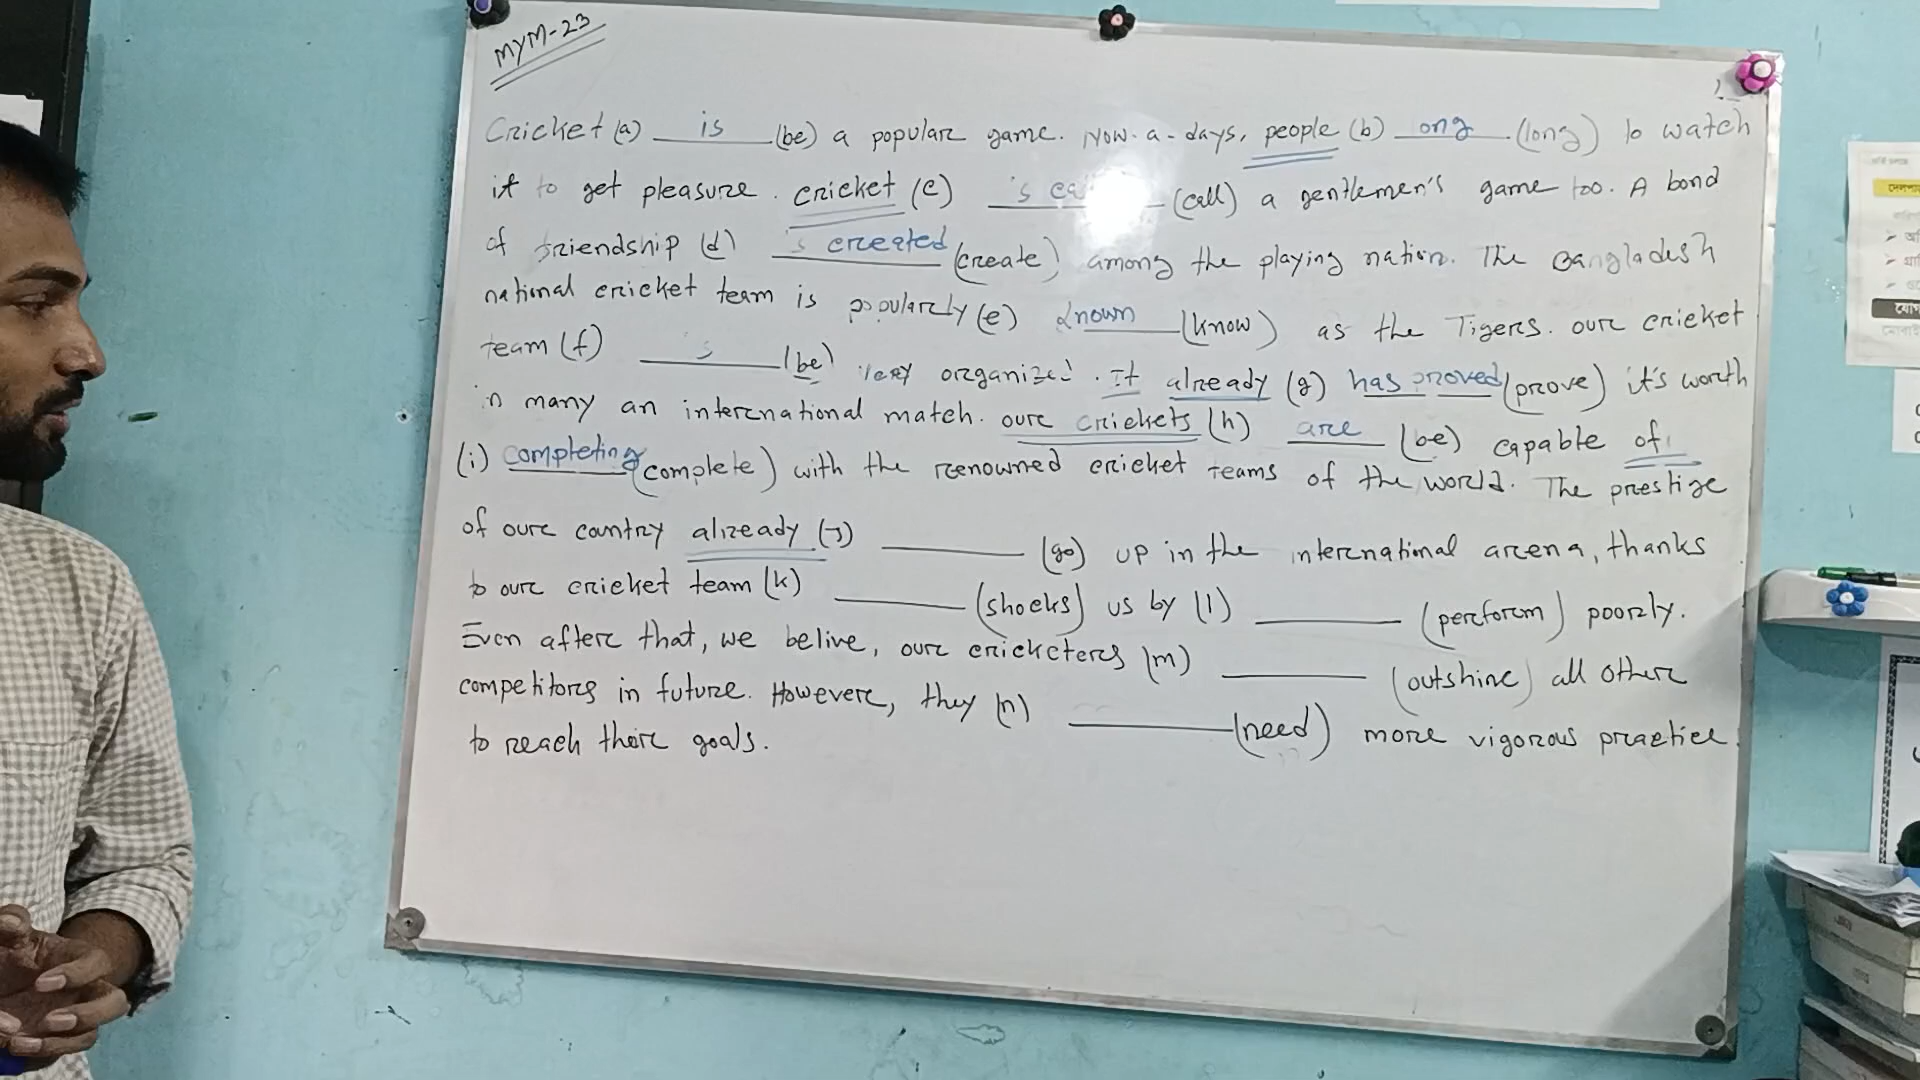 MYM-23
Cricket (a) is (be) a popular game. Now-a-days, people (b) ong (long) to watch
it to get pleasure. cricket (c) 's ca (call) a gentlemen's game too. A bond
of friendship (d) 's created (create) among the playing nation. The Bangladesh
national cricket team is popularly (e) known (know) as the Tigers. our cricket
team (f) s (be) very organized. It already (g) has proved (prove) it's worth
in many an international match. our crickets (h) are (be) capable of
(i) completing (complete) with the renowned cricket teams of the world. The prestige
of our country already (j) (go) up in the international arena, thanks
to our cricket team (k) (shocks) us by (l) (perform) poorly.
Even after that, we belive, our cricketers (m) (outshine) all other
competitors in future. However, they (n) (need) more vigorous practice
to reach their goals.